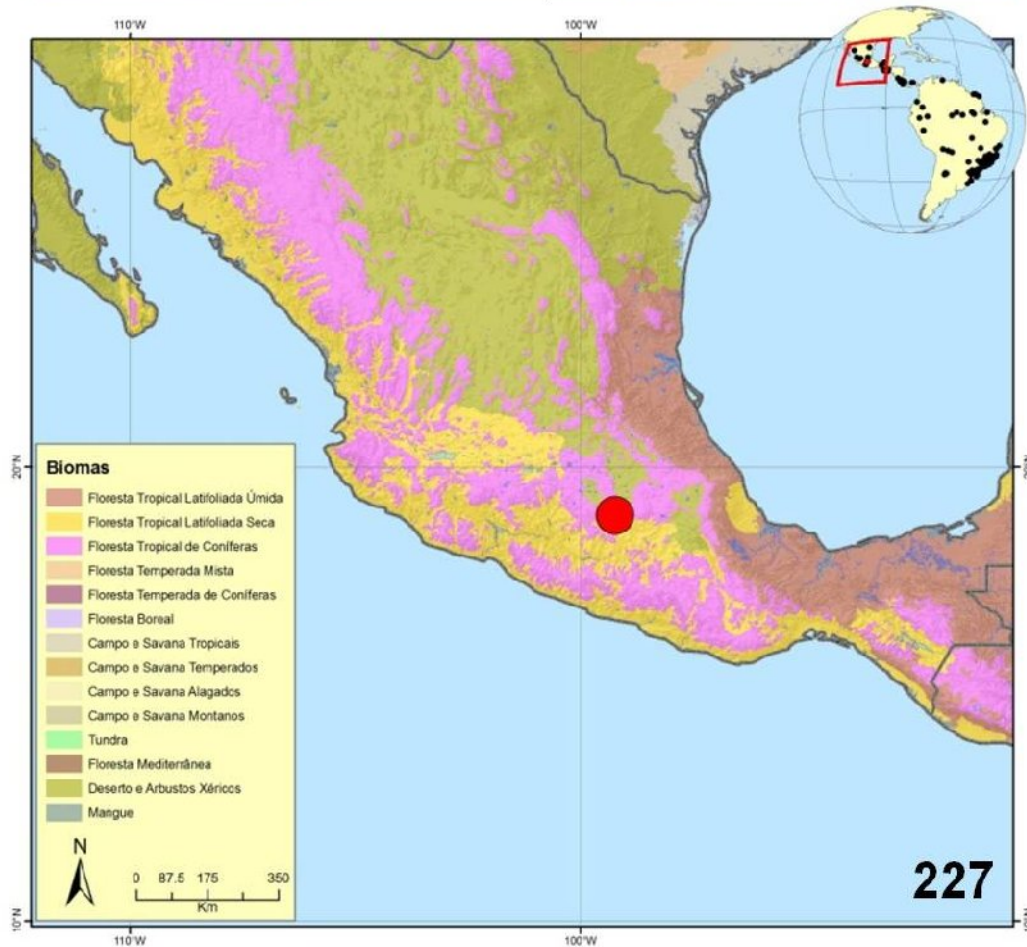 110°W 100°W
20°N
20°N
Biomas
Floresta Tropical Latifoliada Úmida
Floresta Tropical Latifoliada Seca
Floresta Tropical de Coníferas
Floresta Temperada Mista
Floresta Temperada de Coníferas
Floresta Boreal
Campo e Savana Tropicais
Campo e Savana Temperados
Campo e Savana Alagados
Campo e Savana Montanos
Tundra
Floresta Mediterrânea
Deserto e Arbustos Xéricos
Mangue
N
0 87.5 175 350
Km
227
10°N
10°N
110°W 100°W